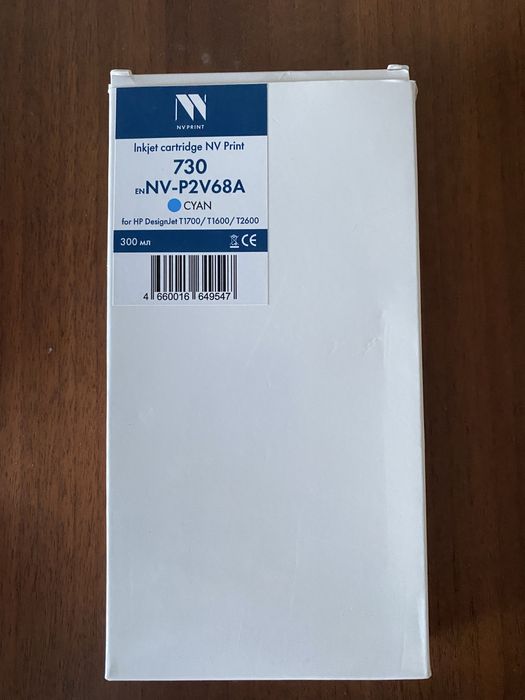 NV PRINT
Inkjet cartridge NV Print
730
EN NV-P2V68A
CYAN
for HP DesignJet T1700/ T1600/ T2600
300 мл
CE
4 660016 649547